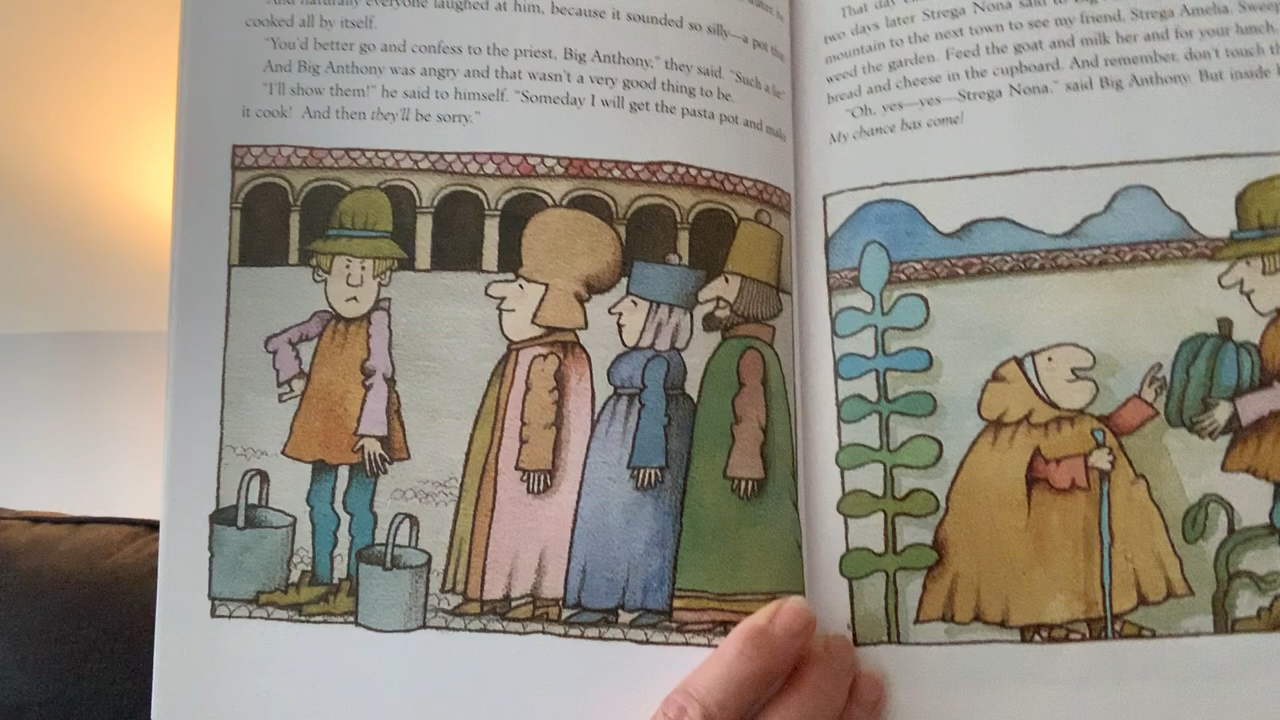 "And naturally everyone laughed at him, because it sounded so silly—a pot that
cooked all by itself.
"You'd better go and confess to the priest, Big Anthony," they said. "Such a lie!"
And Big Anthony was angry and that wasn't a very good thing to be.
"I'll show them!" he said to himself. "Someday I will get the pasta pot and make
it cook! And then they'll be sorry."
That day
two days later Strega Nona said to Big
mountain to the next town to see my friend, Strega Amelia. Sweep
weed the garden. Feed the goat and milk her and for your lunch,
bread and cheese in the cupboard. And remember, don't touch th
"Oh, yes—yes—Strega Nona," said Big Anthony. But inside
My chance has come!